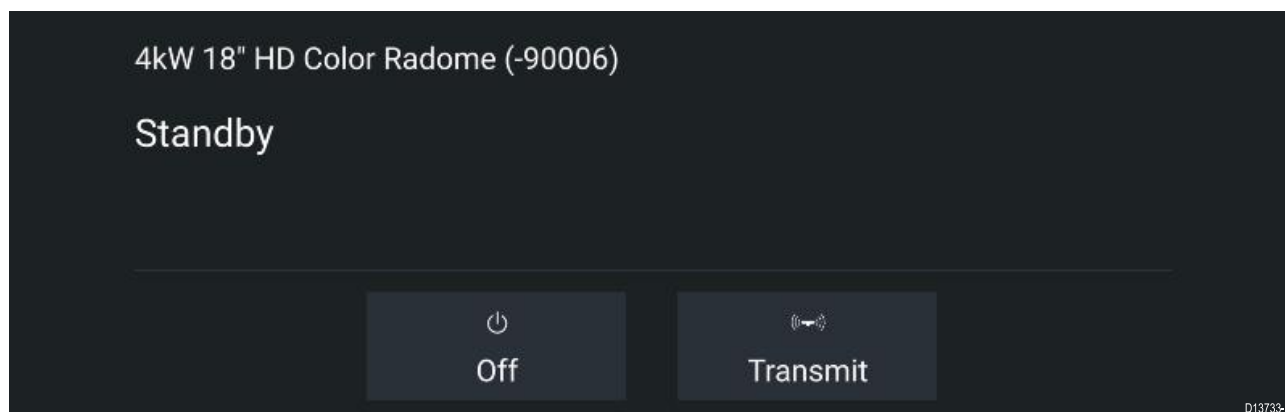 4kW 18" HD Color Radome (-90006)
Standby
Off
Transmit
D13733-